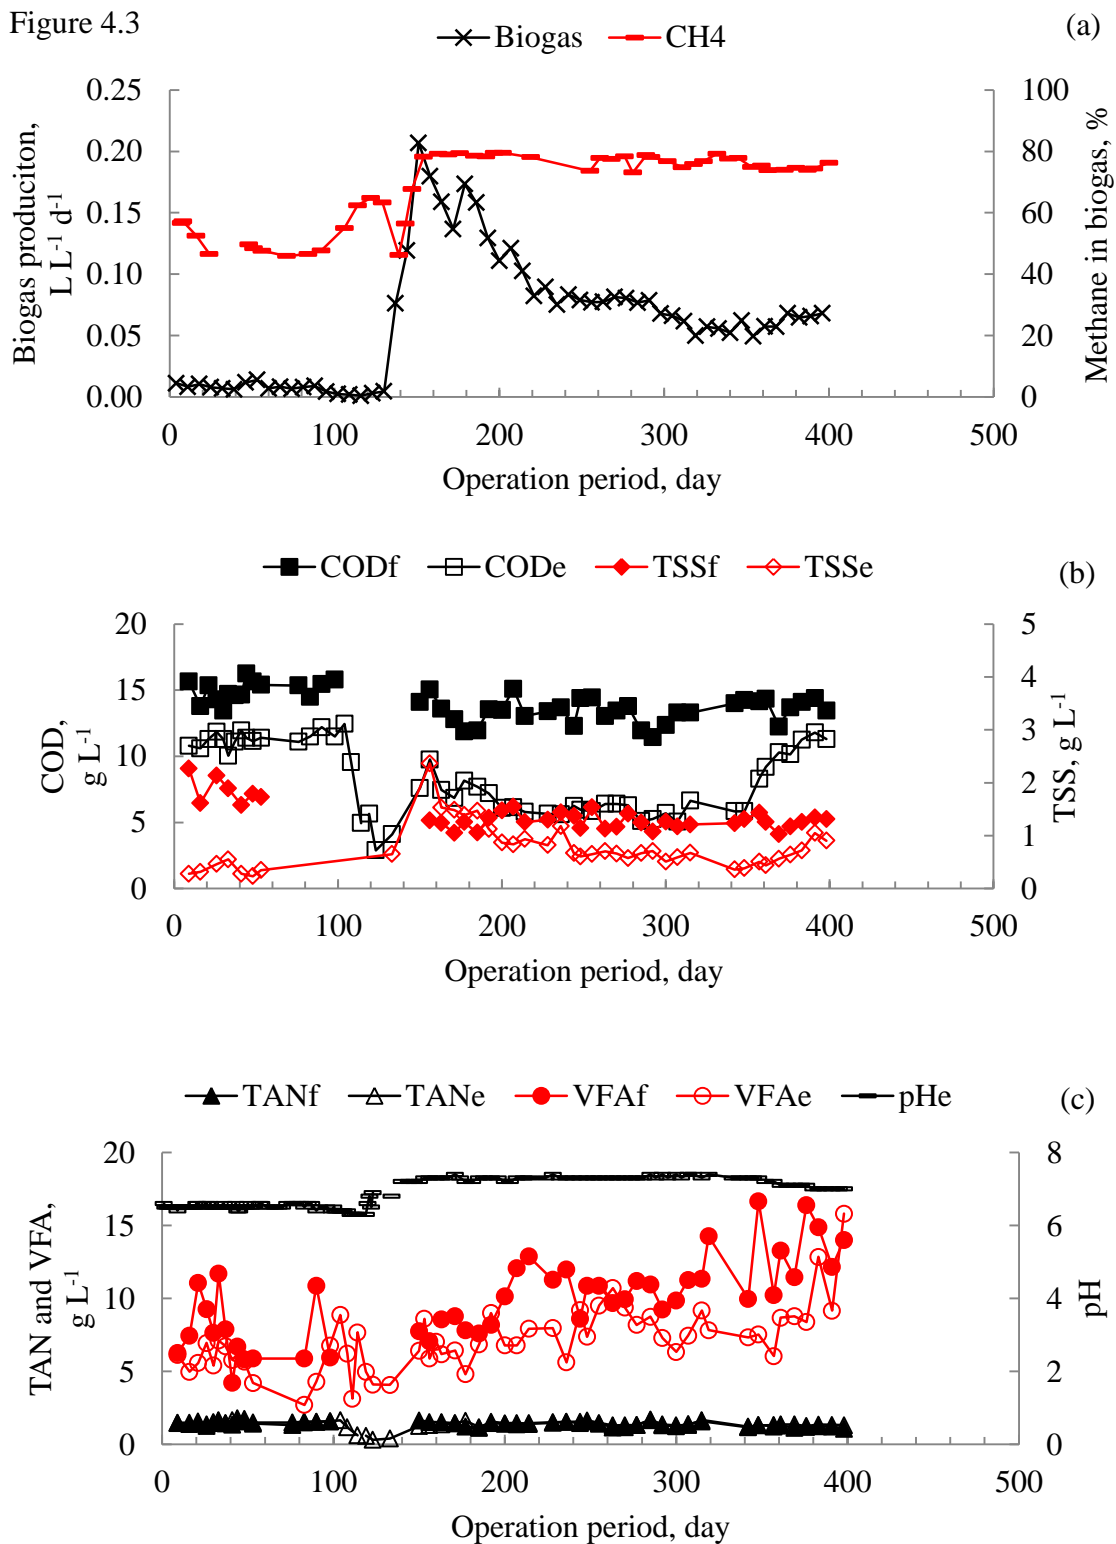 Figure 4.3
(a)
Biogas CH4
0.25 100
0.20 80
0.15 60
0.10 40
0.05 20
0.00 0
0 100 200 300 400 500
Biogas produciton,
L L-1 d-1
Methane in biogas, %
Operation period, day
CODf CODe TSSf TSSe
(b)
20 5
4
15
3
10
2
5
1
0 0
0 100 200 300 400 500
COD,
g L-1
TSS, g L-1
Operation period, day
TANf TANe VFAf VFAe pHe
(c)
20 8
15 6
10 4
5 2
0 0
0 100 200 300 400 500
TAN and VFA,
g L-1
pH
Operation period, day